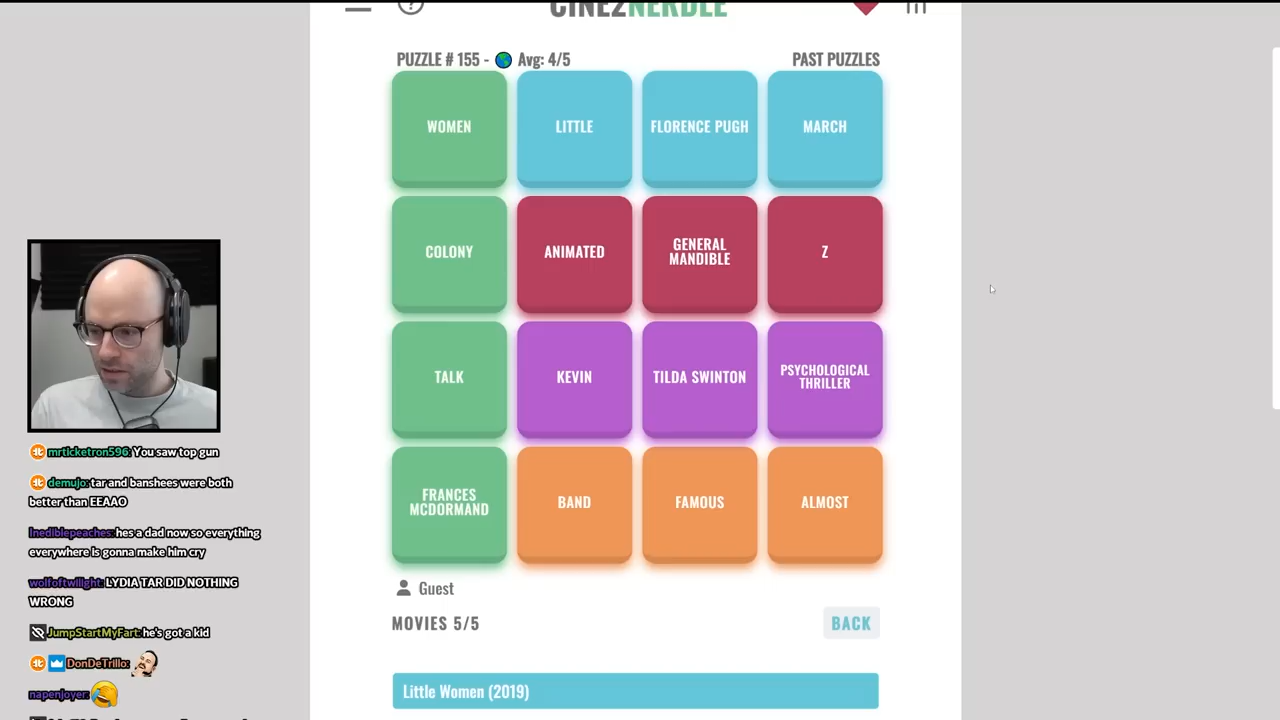 CINE2NERDLE
PUZZLE # 155 - Avg: 4/5
PAST PUZZLES
WOMEN
LITTLE
FLORENCE PUGH
MARCH
COLONY
ANIMATED
GENERAL
MANDIBLE
Z
TALK
KEVIN
TILDA SWINTON
PSYCHOLOGICAL
THRILLER
FRANCES
MCDORMAND
BAND
FAMOUS
ALMOST
Guest
MOVIES 5/5
BACK
Little Women (2019)
mrticketron596: You saw top gun
demujo: tar and banshees were both
better than EEAAO
Inediblepeaches: hes a dad now so everything
everywhere is gonna make him cry
wolfoftwilight: LYDIA TAR DID NOTHING
WRONG
JumpStartMyFart: he's got a kid
DonDeTrillo:
napenjoyer: